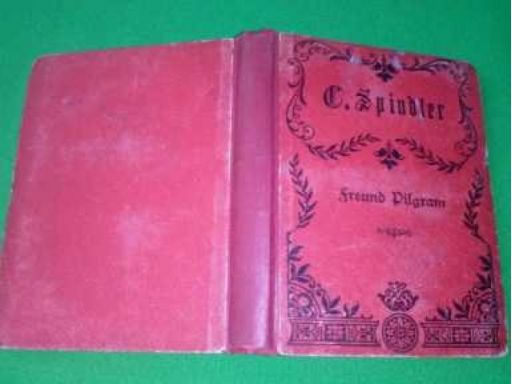 C. Spindler
Freund Pilgram